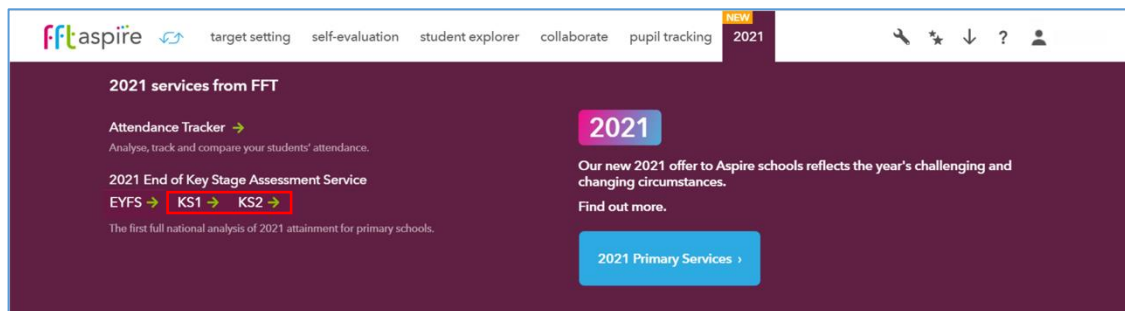 fft aspire target setting self-evaluation student explorer collaborate pupil tracking NEW 2021 ?
2021 services from FFT
Attendance Tracker →
Analyse, track and compare your students' attendance.
2021 End of Key Stage Assessment Service
EYFS → KS1 → KS2 →
The first full national analysis of 2021 attainment for primary schools.
2021
Our new 2021 offer to Aspire schools reflects the year's challenging and
changing circumstances.
Find out more.
2021 Primary Services ›